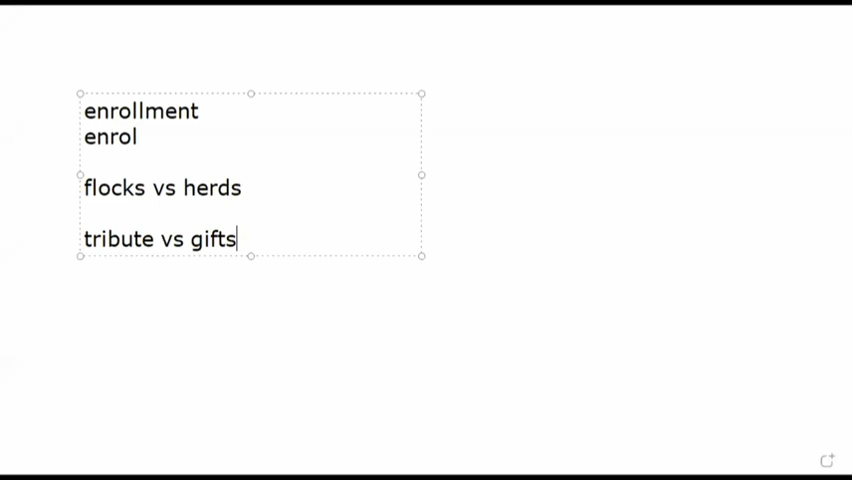 enrollment
enrol
flocks vs herds
tribute vs gifts